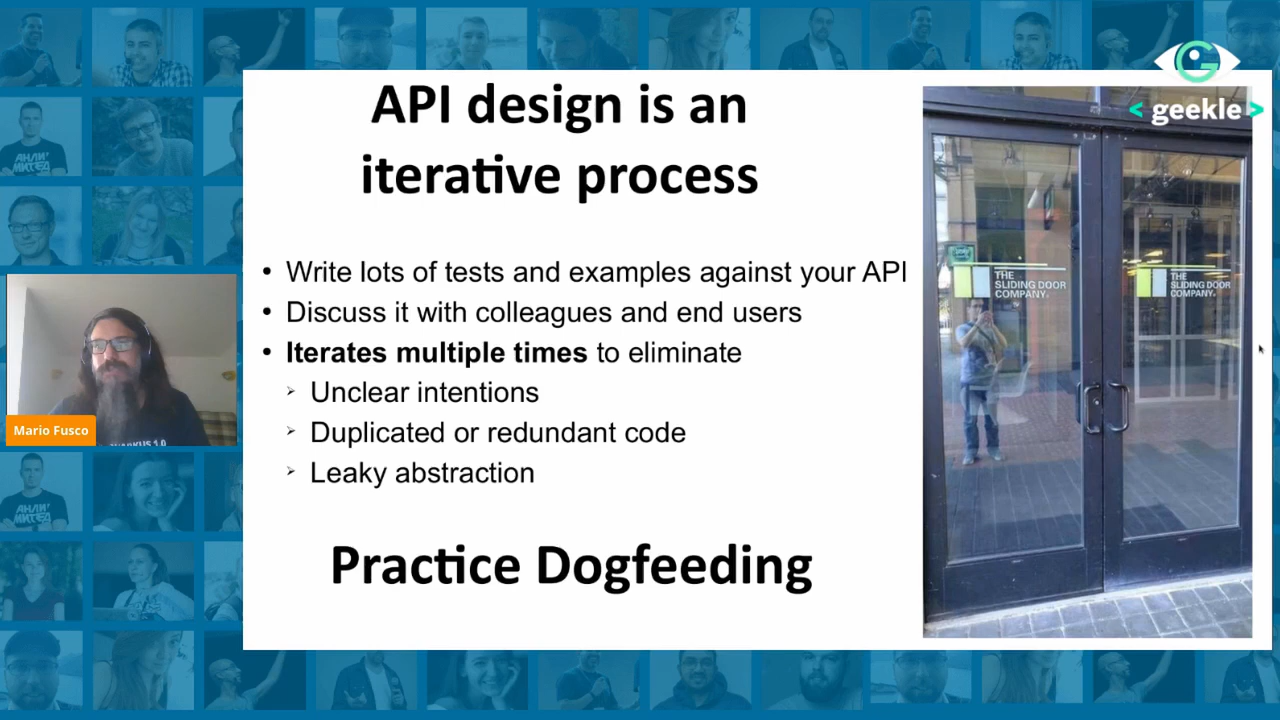 API design is an
iterative process
Write lots of tests and examples against your API
Discuss it with colleagues and end users
Iterates multiple times to eliminate
Unclear intentions
Duplicated or redundant code
Leaky abstraction
Practice Dogfeeding
< geekle >
THE
SLIDING DOOR
COMPANY.
THE
SLIDING DOOR
COMPANY.
Mario Fusco